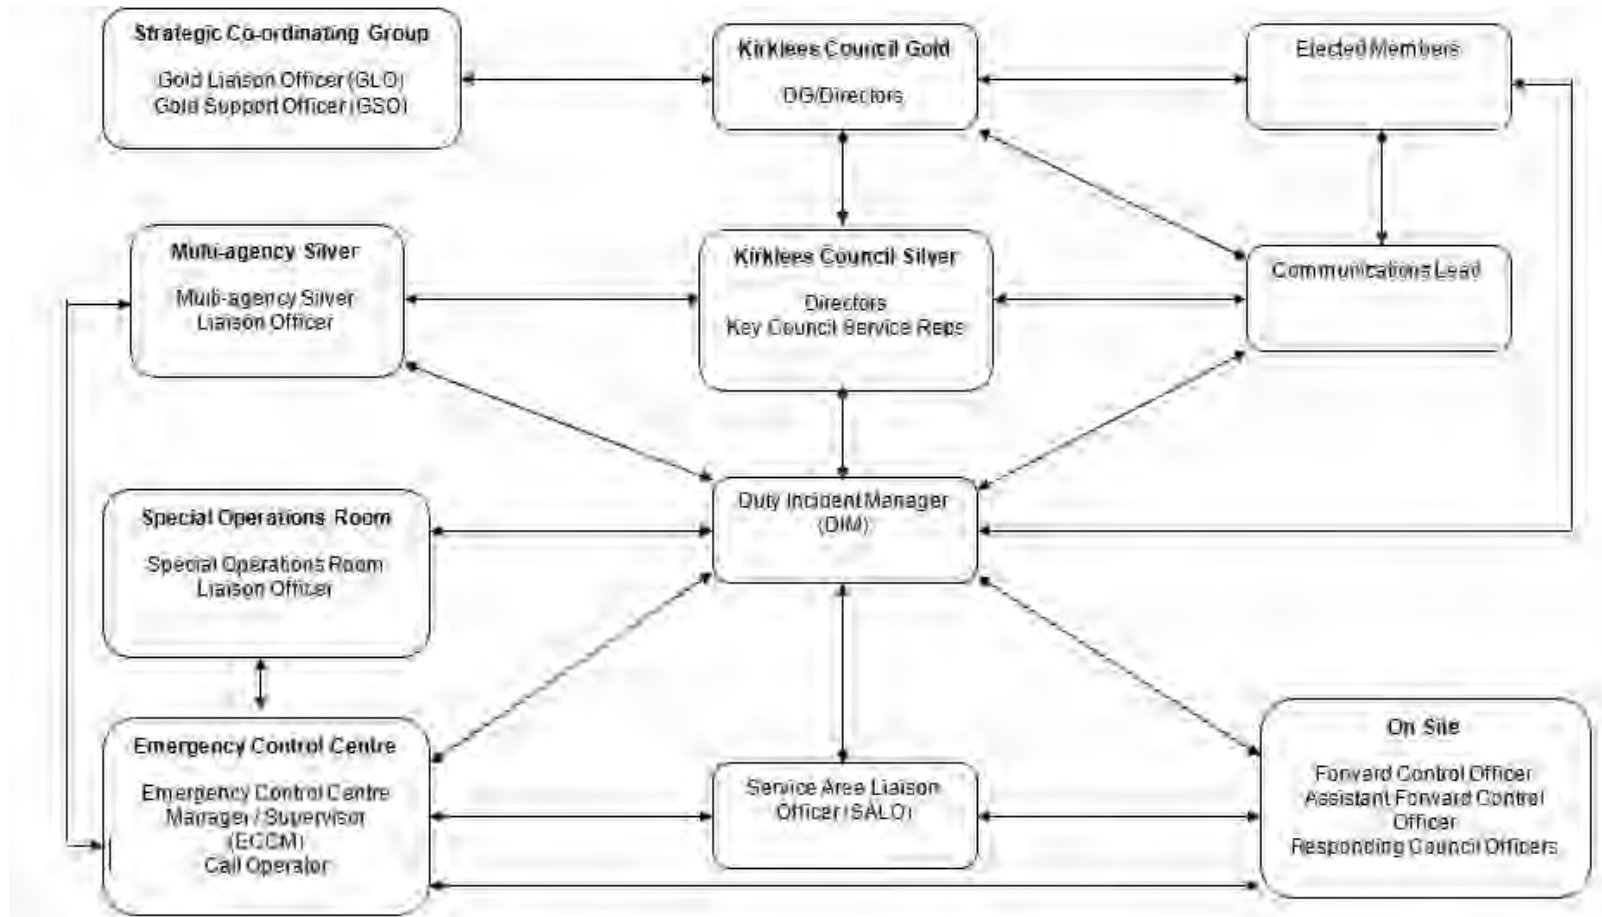 Strategic Co-ordinating Group
Gold Liaison Officer (GLO)
Gold Support Officer (GSO)
Kirklees Council Gold
DG/Directors
Elected Members
Multi-agency Silver
Multi-agency Silver
Liaison Officer
Kirklees Council Silver
Directors
Key Council Service Reps
Communications Lead
Special Operations Room
Special Operations Room
Liaison Officer
Duty Incident Manager
(DIM)
Emergency Control Centre
Emergency Control Centre
Manager / Supervisor
(ECCM)
Call Operator
Service Area Liaison
Officer (SALO)
On Site
Forward Control Officer
Assistant Forward Control
Officer
Responding Council Officers